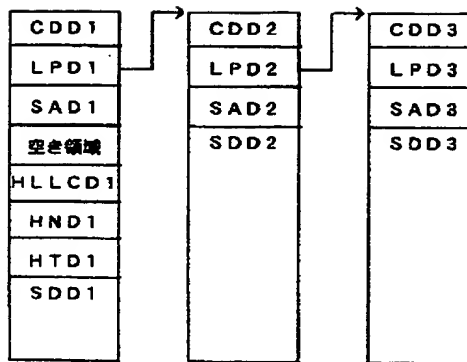 CDD1
LPD1
SAD1
空き領域
HLLCD1
HND1
HTD1
SDD1
CDD2
LPD2
SAD2
SDD2
CDD3
LPD3
SAD3
SDD3